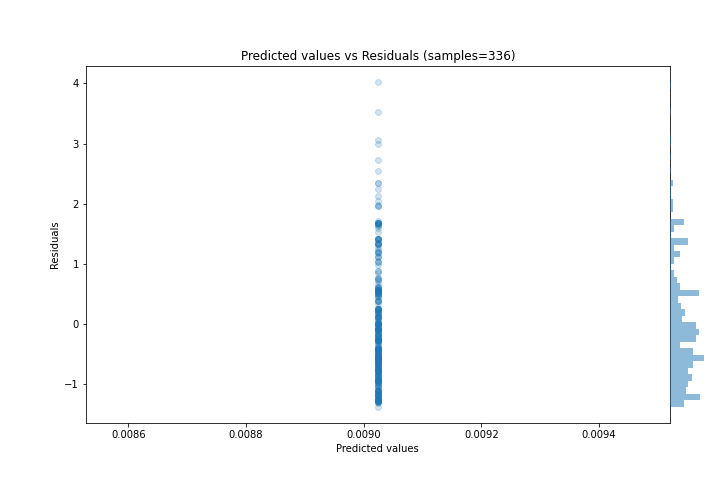 Predicted values vs Residuals (samples=336)
4
3
2
1
0
−1
Residuals
0.0086 0.0088 0.0090 0.0092 0.0094
Predicted values